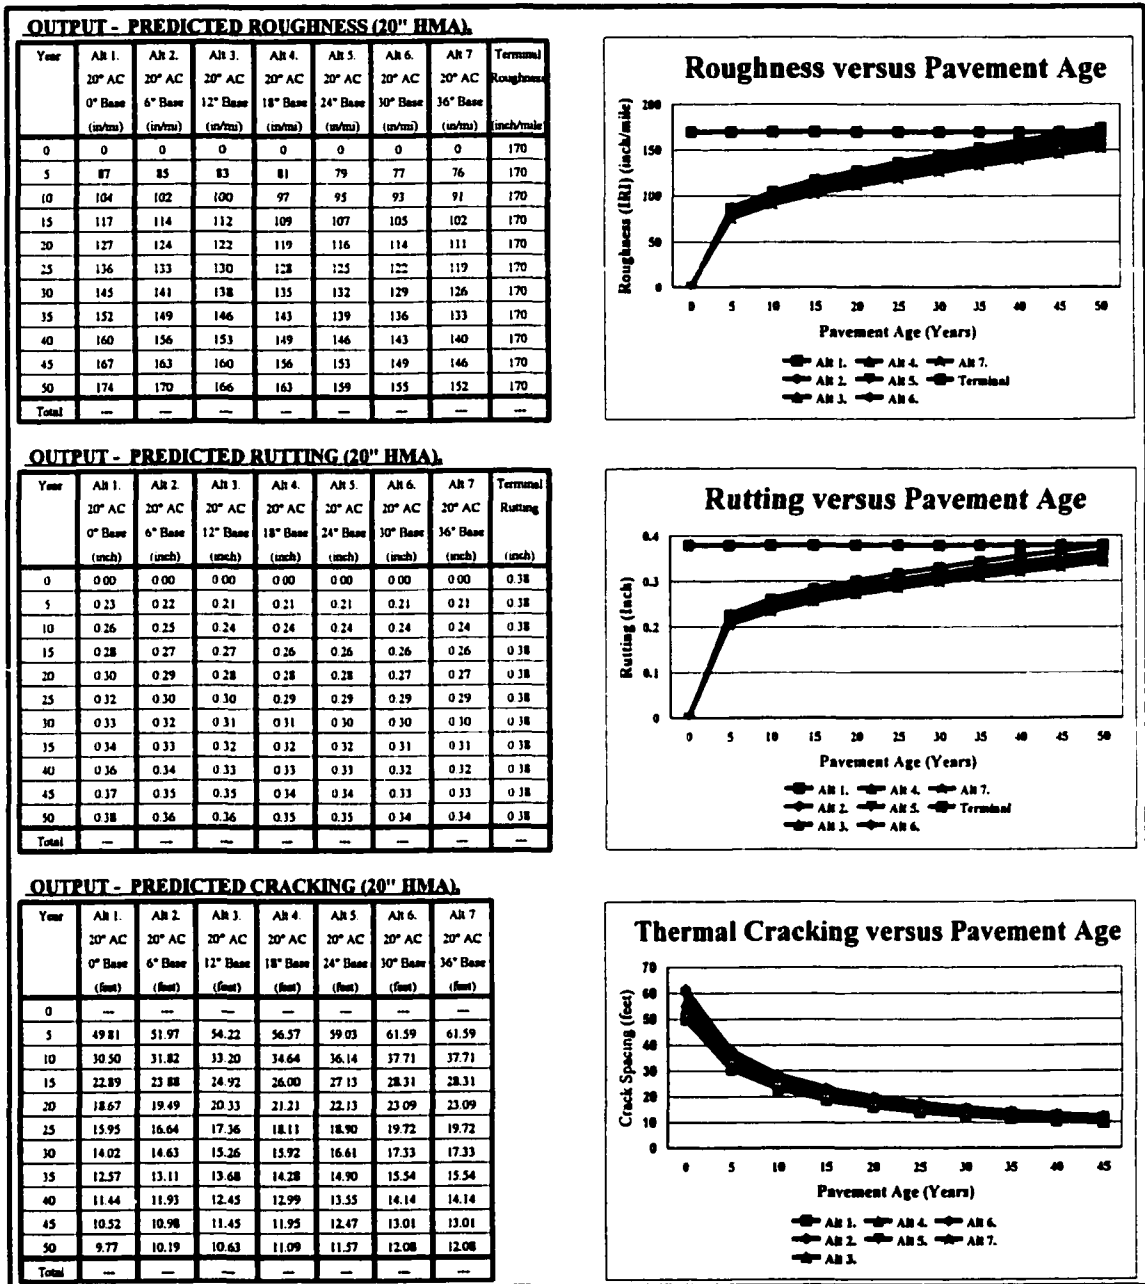 OUTPUT - PREDICTED ROUGHNESS (20" HMA).
Year Alt 1. Alt 2. Alt 3. Alt 4. Alt 5. Alt 6. Alt 7 Terminal
20" AC 20" AC 20" AC 20" AC 20" AC 20" AC 20" AC Roughness
0" Base 6" Base 12" Base 18" Base 24" Base 30" Base 36" Base
(in/mi) (in/mi) (in/mi) (in/mi) (in/mi) (in/mi) (in/mi) (inch/mile)
0 0 0 0 0 0 0 0 170
5 87 85 83 81 79 77 76 170
10 104 102 100 97 95 93 91 170
15 117 114 112 109 107 105 102 170
20 127 124 122 119 116 114 111 170
25 136 133 130 128 125 122 119 170
30 145 141 138 135 132 129 126 170
35 152 149 146 143 139 136 133 170
40 160 156 153 149 146 143 140 170
45 167 163 160 156 153 149 146 170
50 174 170 166 163 159 155 152 170
Total --- --- --- --- --- --- --- ---
Roughness versus Pavement Age
Roughness (IRI) (inch/mile)
200
150
100
50
0
0 5 10 15 20 25 30 35 40 45 50
Pavement Age (Years)
Alt 1. Alt 4. Alt 7.
Alt 2. Alt 5. Terminal
Alt 3. Alt 6.
OUTPUT - PREDICTED RUTTING (20" HMA).
Year Alt 1. Alt 2. Alt 3. Alt 4. Alt 5. Alt 6. Alt 7 Terminal
20" AC 20" AC 20" AC 20" AC 20" AC 20" AC 20" AC Rutting
0" Base 6" Base 12" Base 18" Base 24" Base 30" Base 36" Base
(inch) (inch) (inch) (inch) (inch) (inch) (inch) (inch)
0 0.00 0.00 0.00 0.00 0.00 0.00 0.00 0.38
5 0.23 0.22 0.21 0.21 0.21 0.21 0.21 0.38
10 0.26 0.25 0.24 0.24 0.24 0.24 0.24 0.38
15 0.28 0.27 0.27 0.26 0.26 0.26 0.26 0.38
20 0.30 0.29 0.28 0.28 0.28 0.27 0.27 0.38
25 0.32 0.30 0.30 0.29 0.29 0.29 0.29 0.38
30 0.33 0.32 0.31 0.31 0.30 0.30 0.30 0.38
35 0.34 0.33 0.32 0.32 0.32 0.31 0.31 0.38
40 0.36 0.34 0.33 0.33 0.33 0.32 0.32 0.38
45 0.37 0.35 0.35 0.34 0.34 0.33 0.33 0.38
50 0.38 0.36 0.36 0.35 0.35 0.34 0.34 0.38
Total --- --- --- --- --- --- --- ---
Rutting versus Pavement Age
Rutting (Inch)
0.4
0.3
0.2
0.1
0
0 5 10 15 20 25 30 35 40 45 50
Pavement Age (Years)
Alt 1. Alt 4. Alt 7.
Alt 2. Alt 5. Terminal
Alt 3. Alt 6.
OUTPUT - PREDICTED CRACKING (20" HMA).
Year Alt 1. Alt 2. Alt 3. Alt 4. Alt 5. Alt 6. Alt 7
20" AC 20" AC 20" AC 20" AC 20" AC 20" AC 20" AC
0" Base 6" Base 12" Base 18" Base 24" Base 30" Base 36" Base
(feet) (feet) (feet) (feet) (feet) (feet) (feet)
0 --- --- --- --- --- --- ---
5 49.81 51.97 54.22 56.57 59.03 61.59 61.59
10 30.50 31.82 33.20 34.64 36.14 37.71 37.71
15 22.89 23.88 24.92 26.00 27.13 28.31 28.31
20 18.67 19.49 20.33 21.21 22.13 23.09 23.09
25 15.95 16.64 17.36 18.11 18.90 19.72 19.72
30 14.02 14.63 15.26 15.92 16.61 17.33 17.33
35 12.57 13.11 13.68 14.28 14.90 15.54 15.54
40 11.44 11.93 12.45 12.99 13.55 14.14 14.14
45 10.52 10.98 11.45 11.95 12.47 13.01 13.01
50 9.77 10.19 10.63 11.09 11.57 12.08 12.08
Total --- --- --- --- --- --- ---
Thermal Cracking versus Pavement Age
Crack Spacing (feet)
70
60
50
40
30
20
10
0
0 5 10 15 20 25 30 35 40 45
Pavement Age (Years)
Alt 1. Alt 4. Alt 6.
Alt 2. Alt 5. Alt 7.
Alt 3.